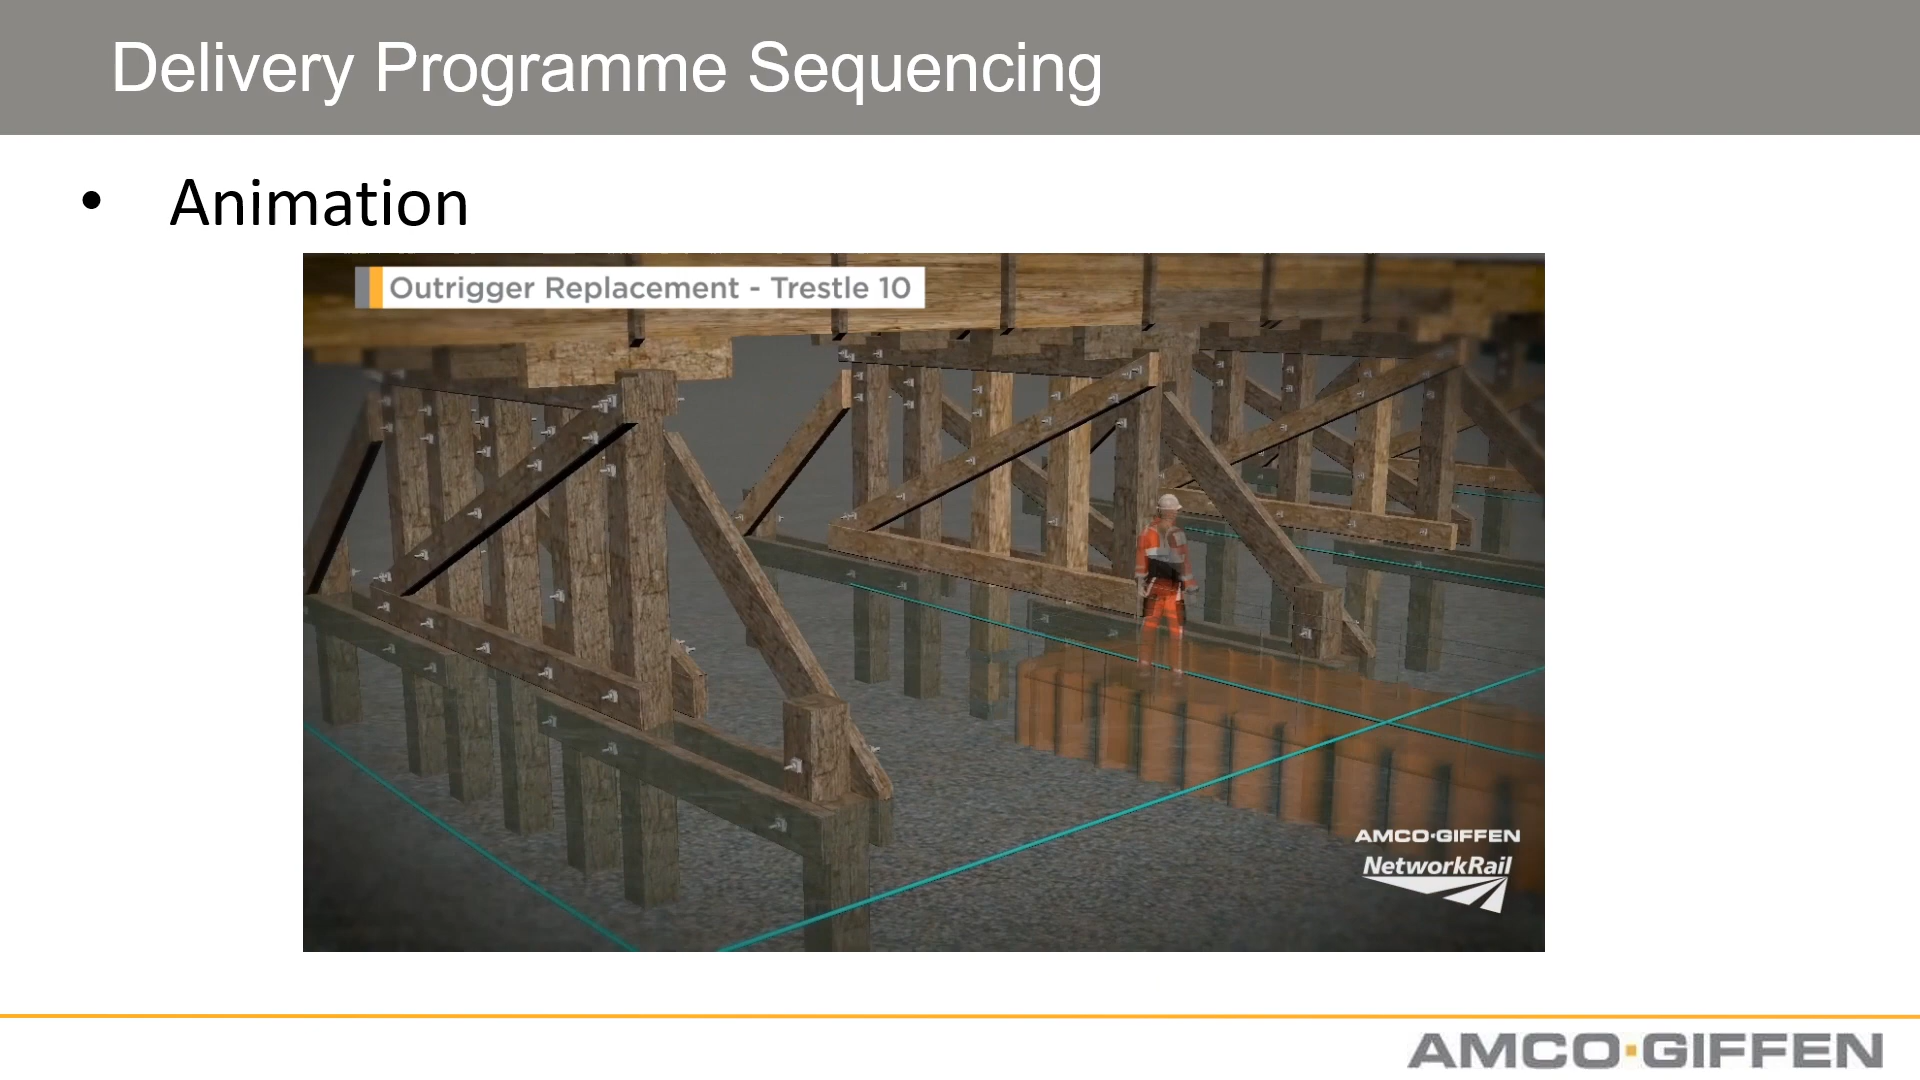 Delivery Programme Sequencing
• Animation
Outrigger Replacement - Trestle 10
AMCO·GIFFEN
NetworkRail
AMCO·GIFFEN